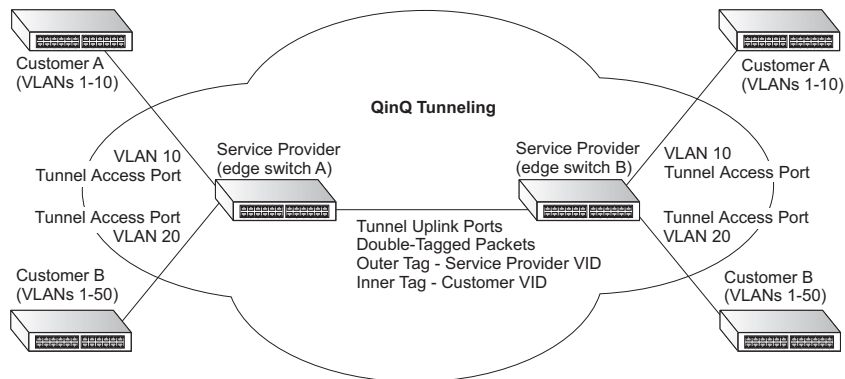 Customer A
(VLANs 1-10)
Customer A
(VLANs 1-10)
QinQ Tunneling
Service Provider
(edge switch A)
Service Provider
(edge switch B)
VLAN 10
Tunnel Access Port
VLAN 10
Tunnel Access Port
Tunnel Access Port
VLAN 20
Tunnel Uplink Ports
Double-Tagged Packets
Outer Tag - Service Provider VID
Inner Tag - Customer VID
Tunnel Access Port
VLAN 20
Customer B
(VLANs 1-50)
Customer B
(VLANs 1-50)